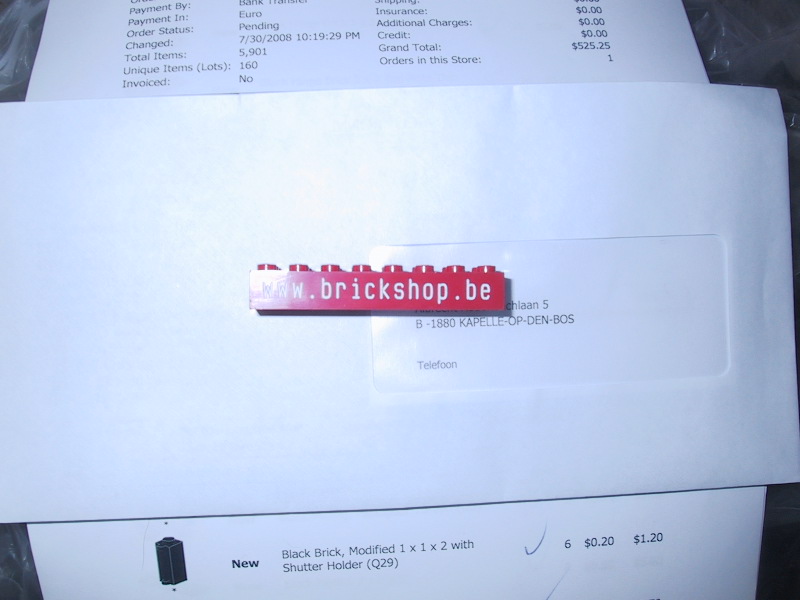 Bank Transfer
Shipping:
Payment By:
Payment In: Euro
Insurance: $0.00
Order Status: Pending
Additional Charges: $0.00
Changed: 7/30/2008 10:19:29 PM
Credit: $0.00
Total Items: 5,901
Grand Total: $525.25
Unique Items (Lots): 160
Orders in this Store: 1
Invoiced: No
www.brickshop.be
chlaan 5
B -1880 KAPELLE-OP-DEN-BOS
Telefoon
New Black Brick, Modified 1 x 1 x 2 with 6 $0.20 $1.20
Shutter Holder (Q29)